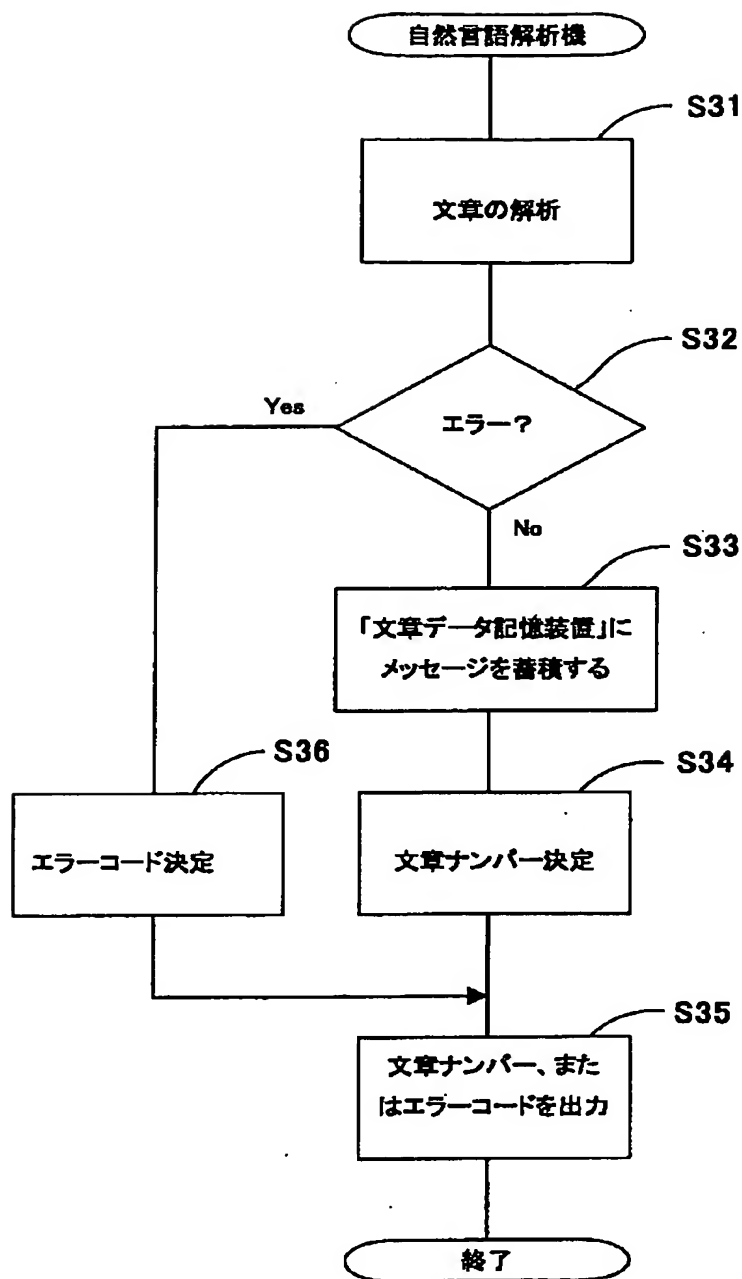 自然言語解析機
S31
文章の解析
S32
エラー?
Yes
No
S33
「文章データ記憶装置」に
メッセージを蓄積する
S36
エラーコード決定
S34
文章ナンバー決定
S35
文章ナンバー、また
はエラーコードを出力
終了